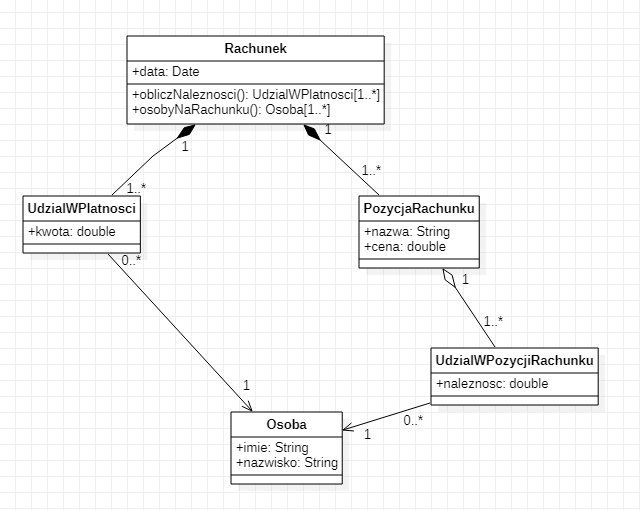 Rachunek
+data: Date
+obliczNaleznosci(): UdzialWPlatnosci[1..*]
+osobyNaRachunku(): Osoba[1..*]
1
1
1..*
1..*
UdzialWPlatnosci
+kwota: double
0..*
PozycjaRachunku
+nazwa: String
+cena: double
1
1..*
UdzialWPozycjiRachunku
+naleznosc: double
1
0..*
1
Osoba
+imie: String
+nazwisko: String